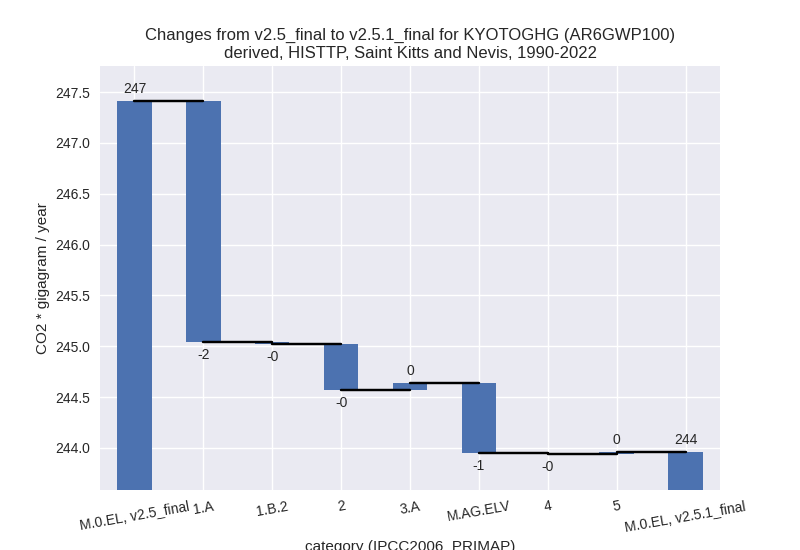 Changes from v2.5_final to v2.5.1_final for KYOTOGHG (AR6GWP100)
derived, HISTTP, Saint Kitts and Nevis, 1990-2022
CO2 * gigagram / year
247.5
247.0
246.5
246.0
245.5
245.0
244.5
244.0
247
-2
-0
-0
0
-1
-0
0
244
M.0.EL, v2.5_final
1.A
1.B.2
2
3.A
M.AG.ELV
4
5
M.0.EL, v2.5.1_final
category (IPCC2006_PRIMAP)